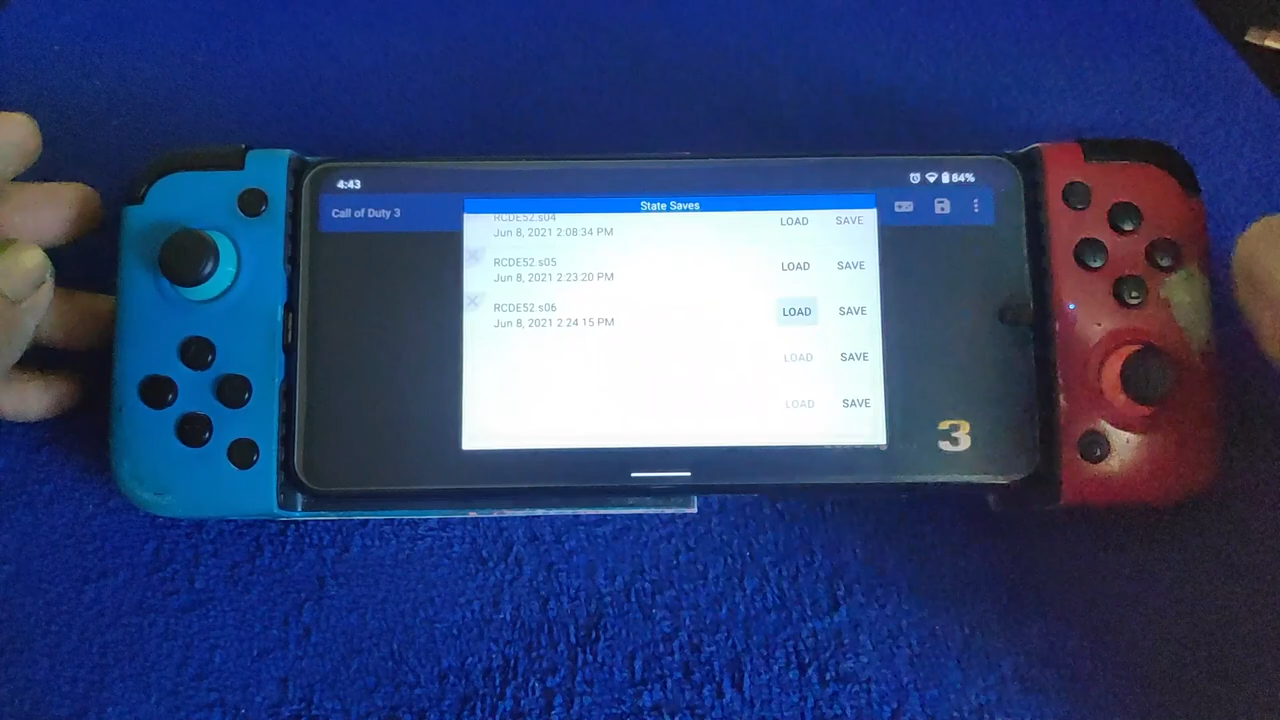 4:43
84%
Call of Duty 3
State Saves
RCDE52.s04
Jun 8, 2021 2:08:34 PM
LOAD SAVE
RCDE52.s05
Jun 8, 2021 2:23:20 PM
LOAD SAVE
RCDE52.s06
Jun 8, 2021 2:24:15 PM
LOAD SAVE
LOAD SAVE
LOAD SAVE
3